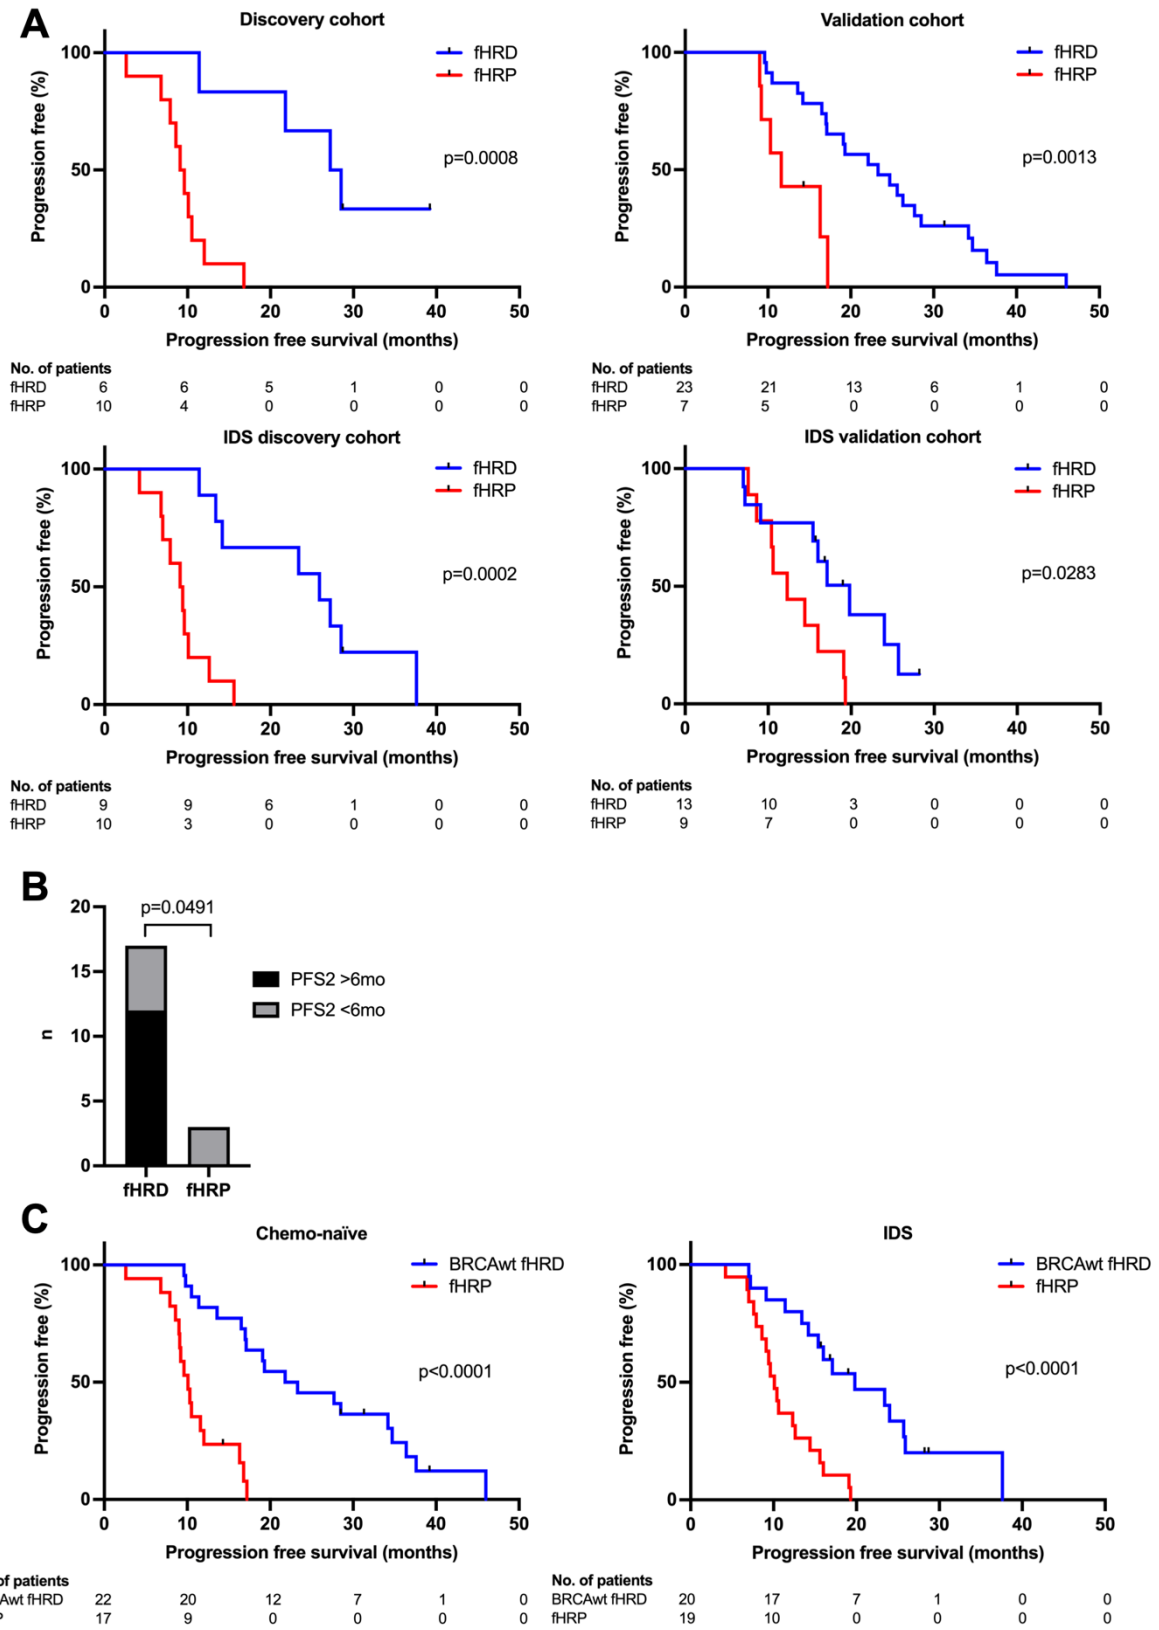 A
Discovery cohort
Progression free (%)
100
50
0
fHRD
fHRP
p=0.0008
0 10 20 30 40 50
Progression free survival (months)
No. of patients
fHRD 6 6 5 1 0 0
fHRP 10 4 0 0 0 0
Validation cohort
Progression free (%)
100
50
0
fHRD
fHRP
p=0.0013
0 10 20 30 40 50
Progression free survival (months)
No. of patients
fHRD 23 21 13 6 1 0
fHRP 7 5 0 0 0 0
IDS discovery cohort
Progression free (%)
100
50
0
fHRD
fHRP
p=0.0002
0 10 20 30 40 50
Progression free survival (months)
No. of patients
fHRD 9 9 6 1 0 0
fHRP 10 3 0 0 0 0
IDS validation cohort
Progression free (%)
100
50
0
fHRD
fHRP
p=0.0283
0 10 20 30 40 50
Progression free survival (months)
No. of patients
fHRD 13 10 3 0 0 0
fHRP 9 7 0 0 0 0
B
n
20
15
10
5
0
p=0.0491
PFS2 >6mo
PFS2 <6mo
fHRD fHRP
C
Chemo-naïve
Progression free (%)
100
50
0
BRCAwt fHRD
fHRP
p<0.0001
0 10 20 30 40 50
Progression free survival (months)
of patients
Awt fHRD 22 20 12 7 1 0
P 17 9 0 0 0 0
IDS
Progression free (%)
100
50
0
BRCAwt fHRD
fHRP
p<0.0001
0 10 20 30 40 50
Progression free survival (months)
No. of patients
BRCAwt fHRD 20 17 7 1 0 0
fHRP 19 10 0 0 0 0